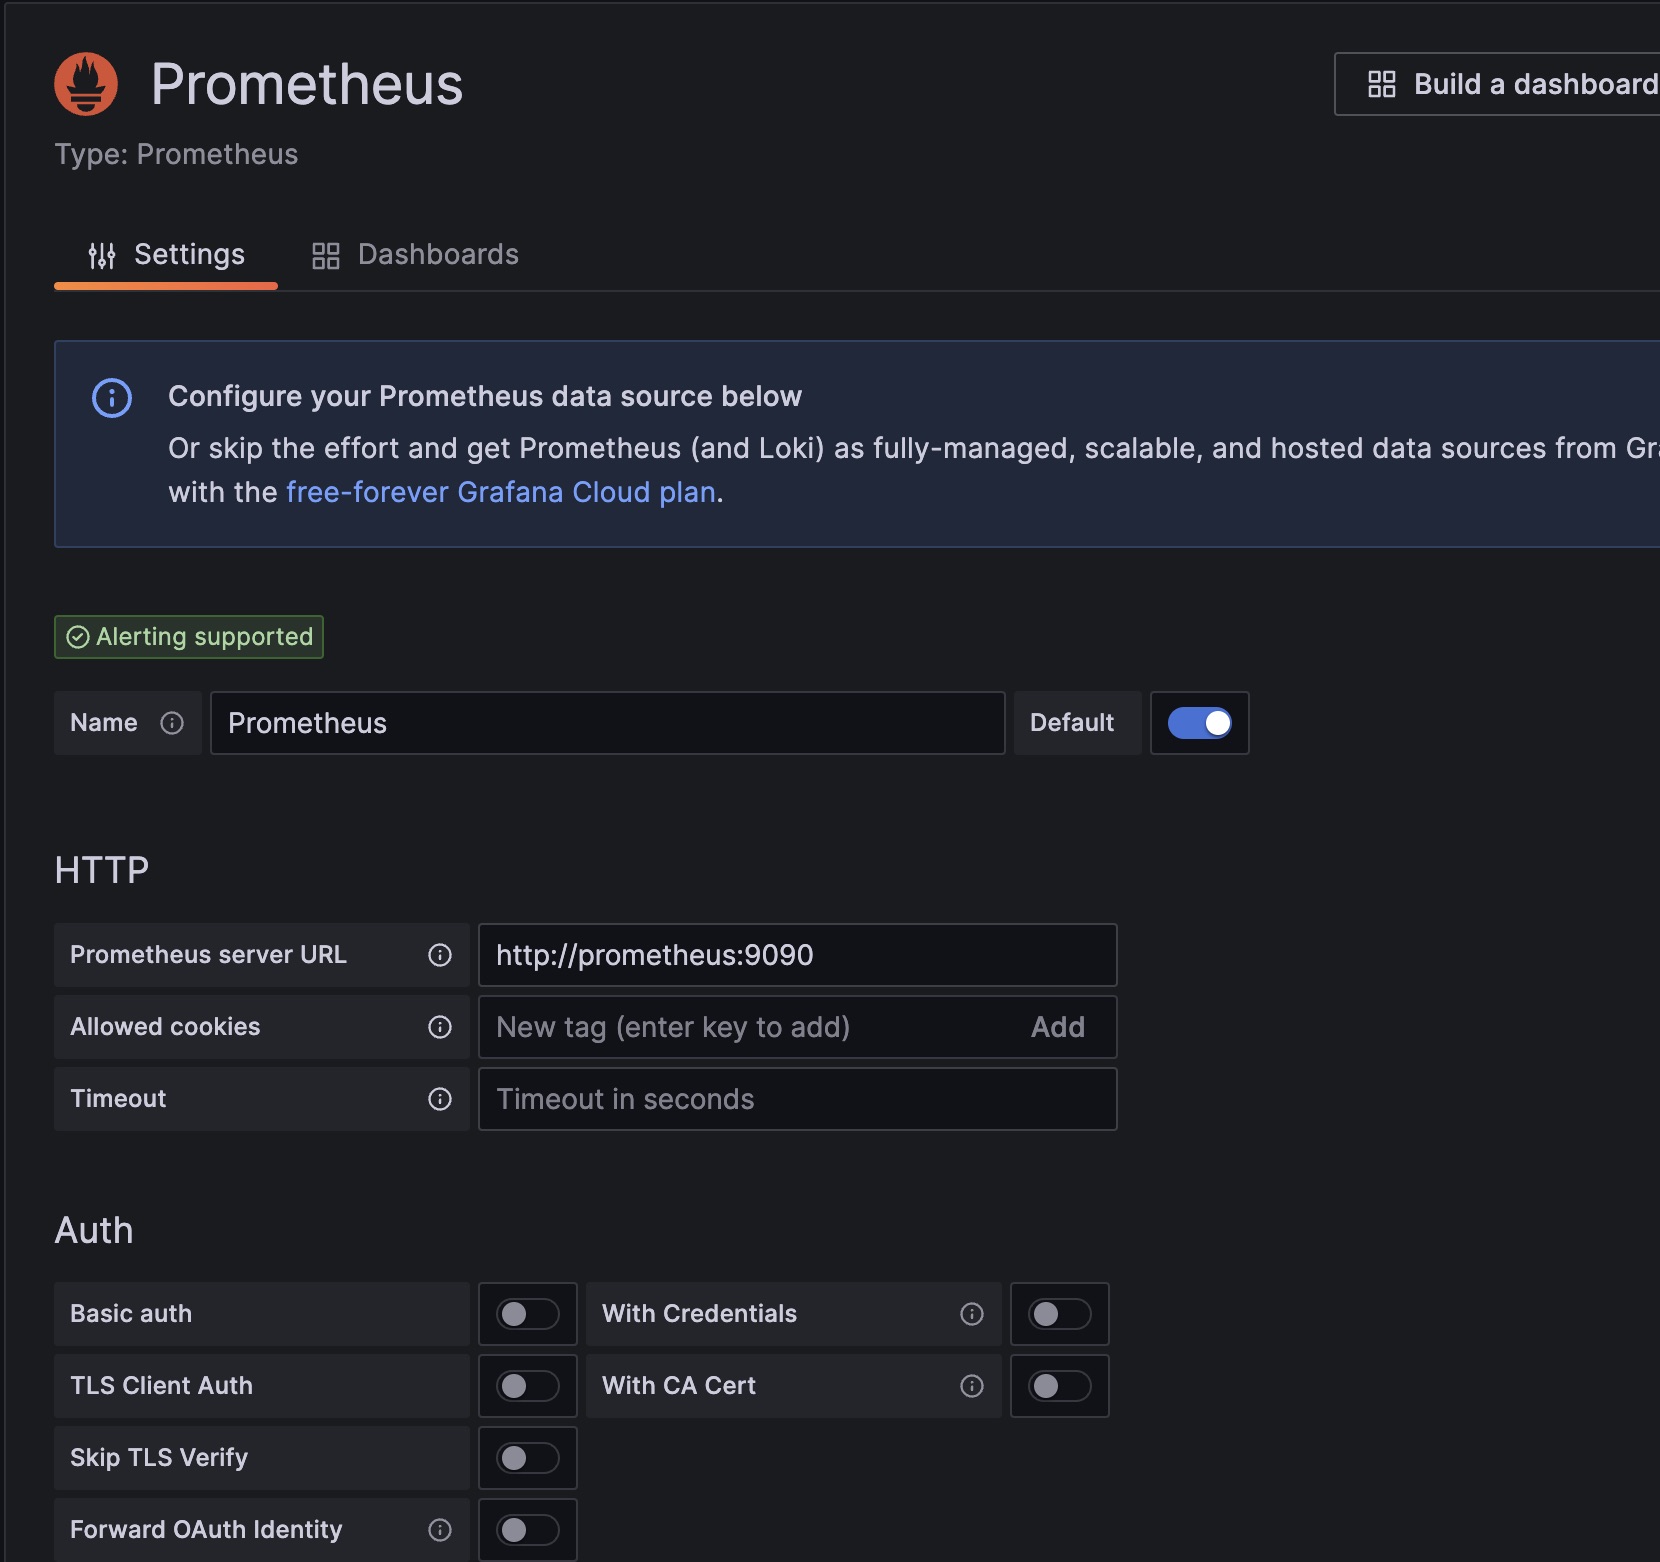 Prometheus
Build a dashboard
Type: Prometheus
Settings
Dashboards
Configure your Prometheus data source below
Or skip the effort and get Prometheus (and Loki) as fully-managed, scalable, and hosted data sources from
with the free-forever Grafana Cloud plan.
Alerting supported
Name
Prometheus
Default
HTTP
Prometheus server URL
http://prometheus:9090
Allowed cookies
New tag (enter key to add)
Add
Timeout
Timeout in seconds
Auth
Basic auth
With Credentials
TLS Client Auth
With CA Cert
Skip TLS Verify
Forward OAuth Identity